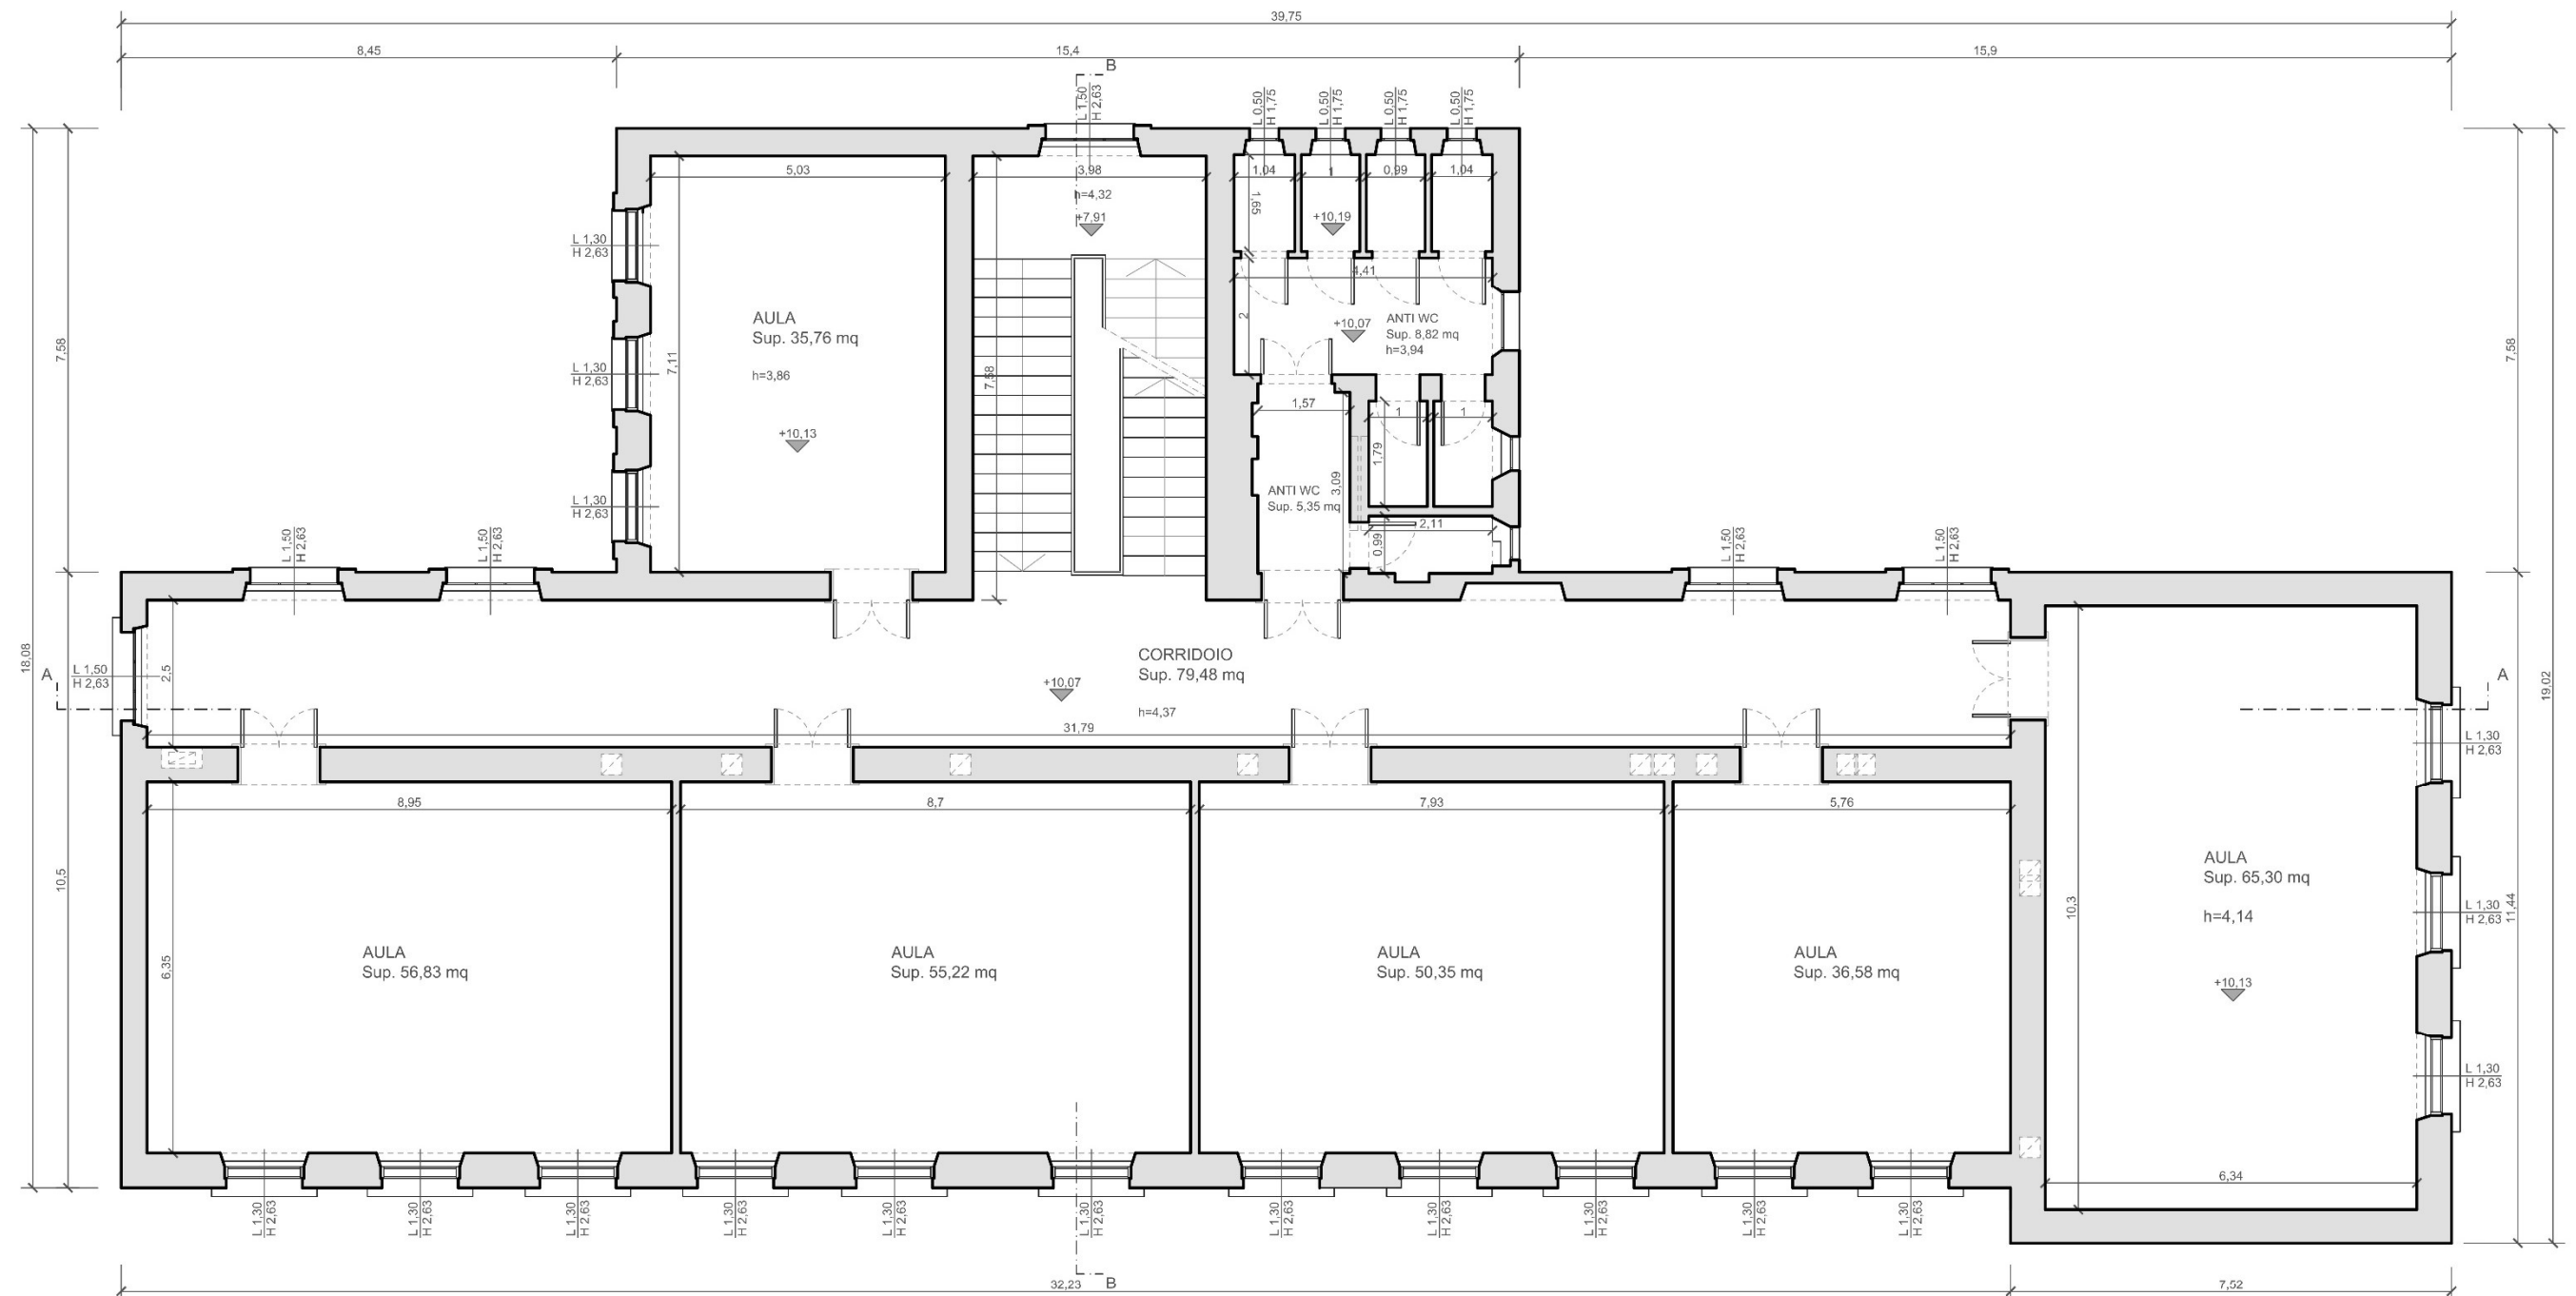 39,75
8,45
15,4
15,9
B
L 1,50
H 2,63
L 0,50
H 1,75
L 0,50
H 1,75
L 0,50
H 1,75
L 0,50
H 1,75
5,03
3,98
h=4,32
+7,91
1,04
1
0,99
1,04
1,65
+10,19
L 1,30
H 2,63
4,41
AULA
Sup. 35,76 mq
h=3,86
+10,13
7,11
7,58
2
+10,07
ANTI WC
Sup. 8,82 mq
h=3,94
7,58
7,58
L 1,30
H 2,63
1,57
1
1
1,79
3,09
ANTI WC
Sup. 5,35 mq
L 1,30
H 2,63
2,11
0,99
L 1,50
H 2,63
L 1,50
H 2,63
L 1,50
H 2,63
L 1,50
H 2,63
18,08
A
L 1,50
H 2,63
2,5
CORRIDOIO
Sup. 79,48 mq
+10,07
h=4,37
31,79
A
19,02
L 1,30
H 2,63
8,95
8,7
7,93
5,76
10,5
6,35
AULA
Sup. 56,83 mq
AULA
Sup. 55,22 mq
AULA
Sup. 50,35 mq
AULA
Sup. 36,58 mq
10,3
AULA
Sup. 65,30 mq
h=4,14
+10,13
L 1,30
H 2,63
11,44
L 1,30
H 2,63
6,34
L 1,30
H 2,63
L 1,30
H 2,63
L 1,30
H 2,63
L 1,30
H 2,63
L 1,30
H 2,63
L 1,30
H 2,63
L 1,30
H 2,63
L 1,30
H 2,63
L 1,30
H 2,63
L 1,30
H 2,63
L 1,30
H 2,63
32,23
B
7,52